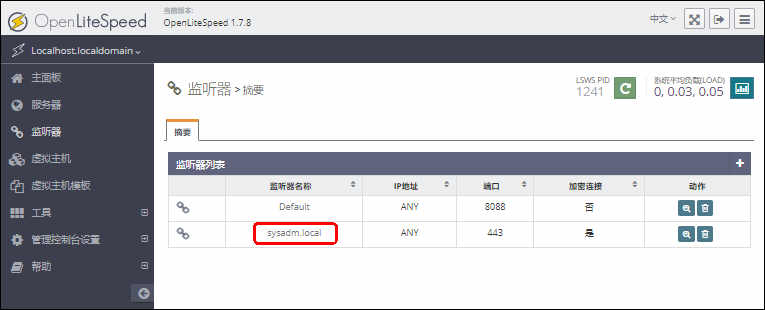 OpenLiteSpeed
当前版本:
OpenLiteSpeed 1.7.8
中文
Localhost.localdomain
主面板
服务器
监听器
虚拟主机
虚拟主机模板
工具
管理控制台设置
帮助
监听器 > 摘要
LSWS PID
1241
系统平均负载(LOAD)
0, 0.03, 0.05
摘要
监听器列表
监听器名称 IP地址 端口 加密连接 动作
Default ANY 8088 否
sysadm.local ANY 443 是